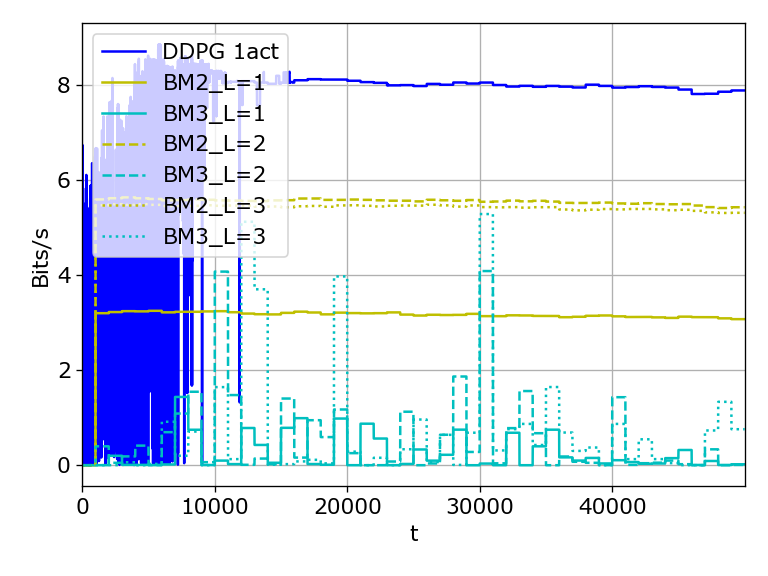 DDPG 1act
BM2_L=1
BM3_L=1
BM2_L=2
BM3_L=2
BM2_L=3
BM3_L=3
Bits/s
8
6
4
2
0
0 10000 20000 30000 40000
t